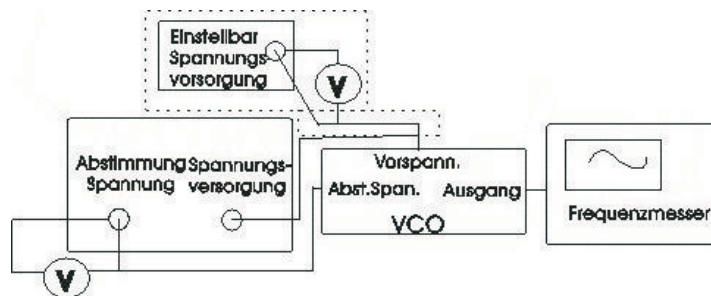 Einstellbar
Spannungs
vorsorgung
V
Abstimmung
Spannung
Spannungs-
versorgung
Vorspann.
Abst.Span.
Ausgang
VCO
Frequenzmesser
V